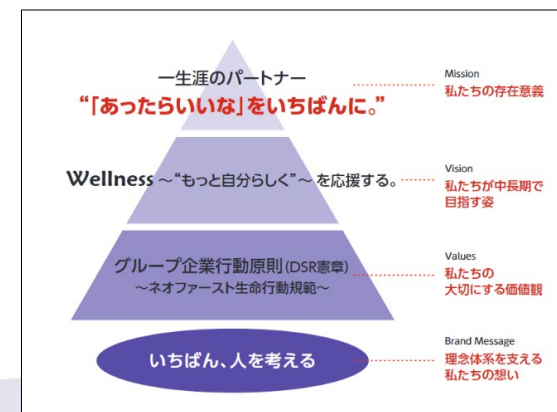 一生涯のパートナー
“「あったらいいな」をいちばんに。”
Mission
私たちの存在意義
Wellness ～“もっと自分らしく”～ を応援する。
Vision
私たちが中長期で
目指す姿
グループ企業行動原則(DSR憲章)
～ネオファースト生命行動規範～
Values
私たちの
大切にする価値観
いちばん、人を考える
Brand Message
理念体系を支える
私たちの想い